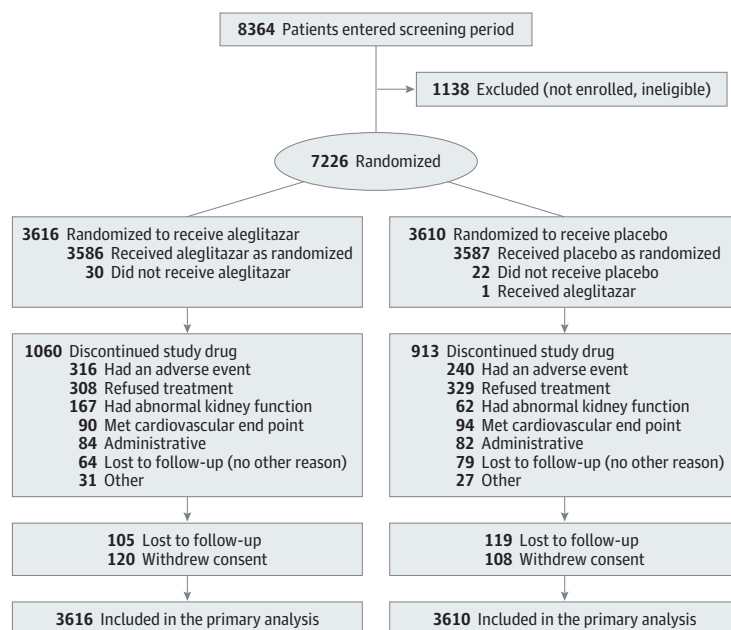 8364 Patients entered screening period
1138 Excluded (not enrolled, ineligible)
7226 Randomized
3616 Randomized to receive aleglitazar
3586 Received aleglitazar as randomized
30 Did not receive aleglitazar
3610 Randomized to receive placebo
3587 Received placebo as randomized
22 Did not receive placebo
1 Received aleglitazar
1060 Discontinued study drug
316 Had an adverse event
308 Refused treatment
167 Had abnormal kidney function
90 Met cardiovascular end point
84 Administrative
64 Lost to follow-up (no other reason)
31 Other
913 Discontinued study drug
240 Had an adverse event
329 Refused treatment
62 Had abnormal kidney function
94 Met cardiovascular end point
82 Administrative
79 Lost to follow-up (no other reason)
27 Other
105 Lost to follow-up
120 Withdrew consent
119 Lost to follow-up
108 Withdrew consent
3616 Included in the primary analysis
3610 Included in the primary analysis